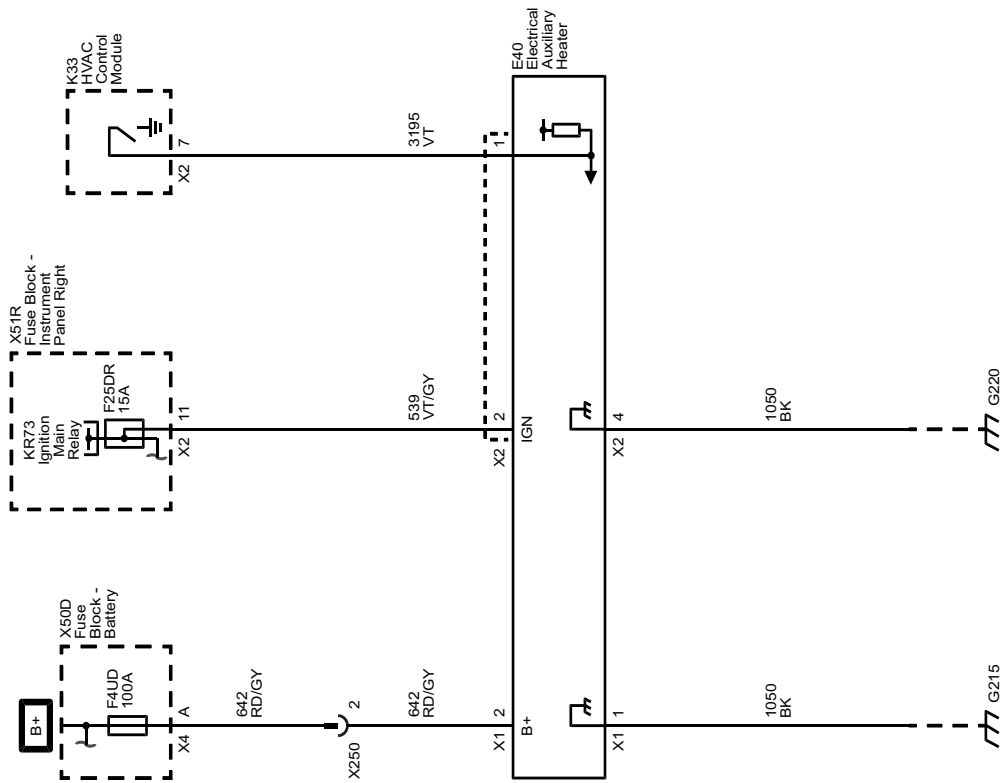 B+
X50D
Fuse
Block -
Battery
F4UD
100A
X4
A
642
RD/GY
X250
2
642
RD/GY
X1
2
B+
X1
1
1050
BK
G215
X51R
Fuse Block -
Instrument
Panel Right
KR73
Ignition
Main
Relay
F25DR
15A
X2
11
539
VT/GY
X2
2
IGN
X2
4
1050
BK
G220
K33
HVAC
Control
Module
X2
7
3195
VT
1
E40
Electrical
Auxiliary
Heater